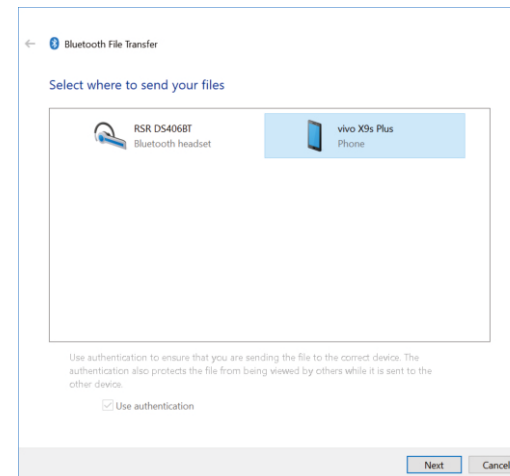 Bluetooth File Transfer
Select where to send your files
RSR DS406BT
Bluetooth headset
vivo X9s Plus
Phone
Use authentication to ensure that you are sending the file to the correct device. The
authentication also protects the file from being viewed by others while it is sent to the
other device.
Use authentication
Next
Cancel